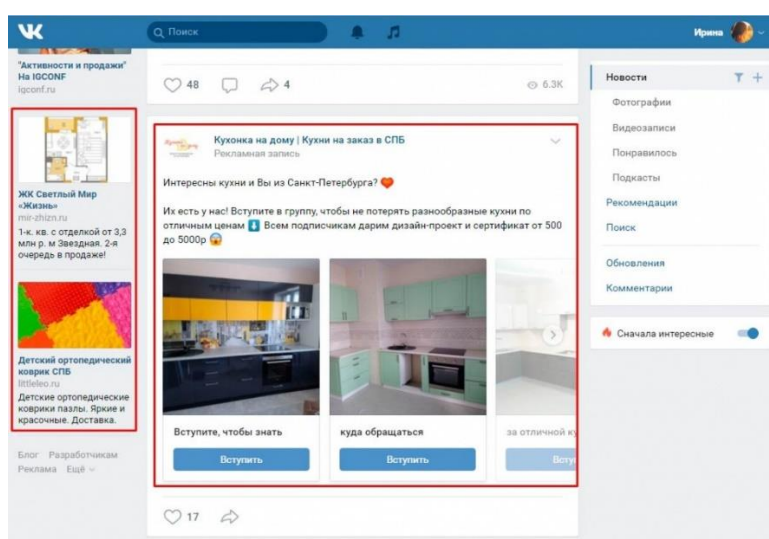 Поиск
Ирина
"Активности и продажи"
На IGCONF
igconf.ru
ЖК Светлый Мир
«Жизнь»
mir-zhizn.ru
1-к. кв. с отделкой от 3,3
млн р. м Звездная. 2-я
очередь в продаже!
Детский ортопедический
коврик СПБ
littleleo.ru
Детские ортопедические
коврики пазлы. Яркие и
красочные. Доставка.
Блог Разработчикам
Реклама Ещё
48 4 6.3K
Кухонка на дому | Кухни на заказ в СПБ
Рекламная запись
Интересны кухни и Вы из Санкт-Петербурга?
Их есть у нас! Вступите в группу, чтобы не потерять разнообразные кухни по
отличным ценам Всем подписчикам дарим дизайн-проект и сертификат от 500
до 5000р
Вступите, чтобы знать
Вступить
куда обращаться
Вступить
за отличной
17
Новости
Фотографии
Видеозаписи
Понравилось
Подкасты
Рекомендации
Поиск
Обновления
Комментарии
Сначала интересные